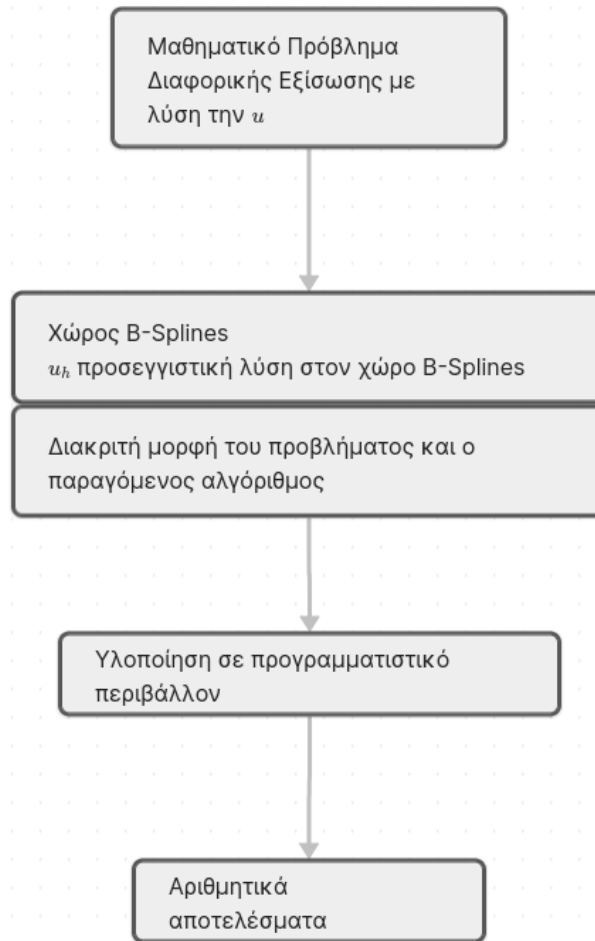 Μαθηματικό Πρόβλημα
Διαφορικής Εξίσωσης με
λύση την u
Χώρος B-Splines
uₕ προσεγγιστική λύση στον χώρο B-Splines
Διακριτή μορφή του προβλήματος και ο
παραγόμενος αλγόριθμος
Υλοποίηση σε προγραμματιστικό
περιβάλλον
Αριθμητικά
αποτελέσματα